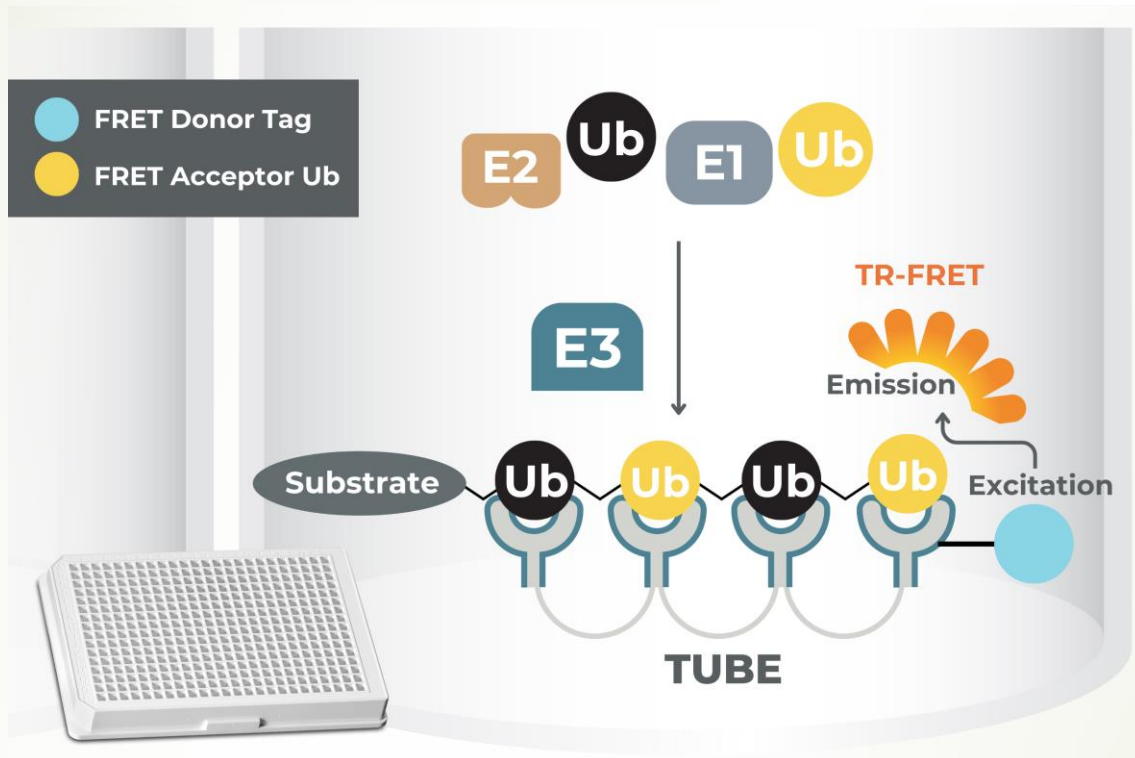 FRET Donor Tag
FRET Acceptor Ub
E2
Ub
E1
Ub
E3
TR-FRET
Emission
Excitation
Substrate
Ub
Ub
Ub
Ub
TUBE